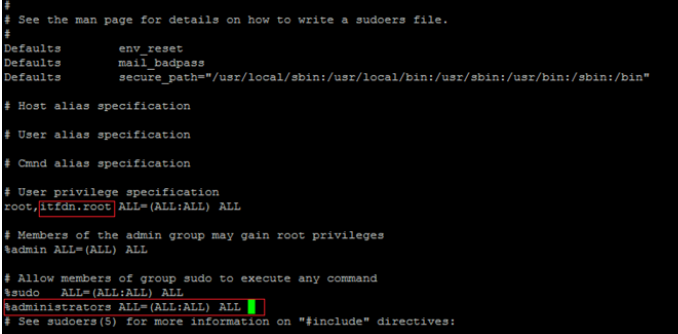 #
# See the man page for details on how to write a sudoers file.
#
Defaults        env_reset
Defaults        mail_badpass
Defaults        secure_path="/usr/local/sbin:/usr/local/bin:/usr/sbin:/usr/bin:/sbin:/bin"
# Host alias specification
# User alias specification
# Cmnd alias specification
# User privilege specification
root,itfdn.root ALL=(ALL:ALL) ALL
# Members of the admin group may gain root privileges
%admin ALL=(ALL) ALL
# Allow members of group sudo to execute any command
%sudo   ALL=(ALL:ALL) ALL
%administrators ALL=(ALL:ALL) ALL
# See sudoers(5) for more information on "#include" directives: